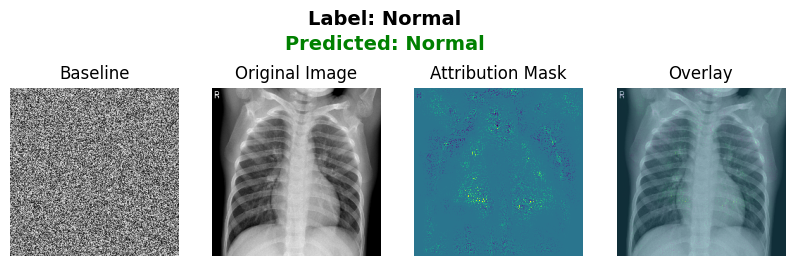 Label: Normal
Predicted: Normal
Baseline
Original Image
Attribution Mask
Overlay
R
R